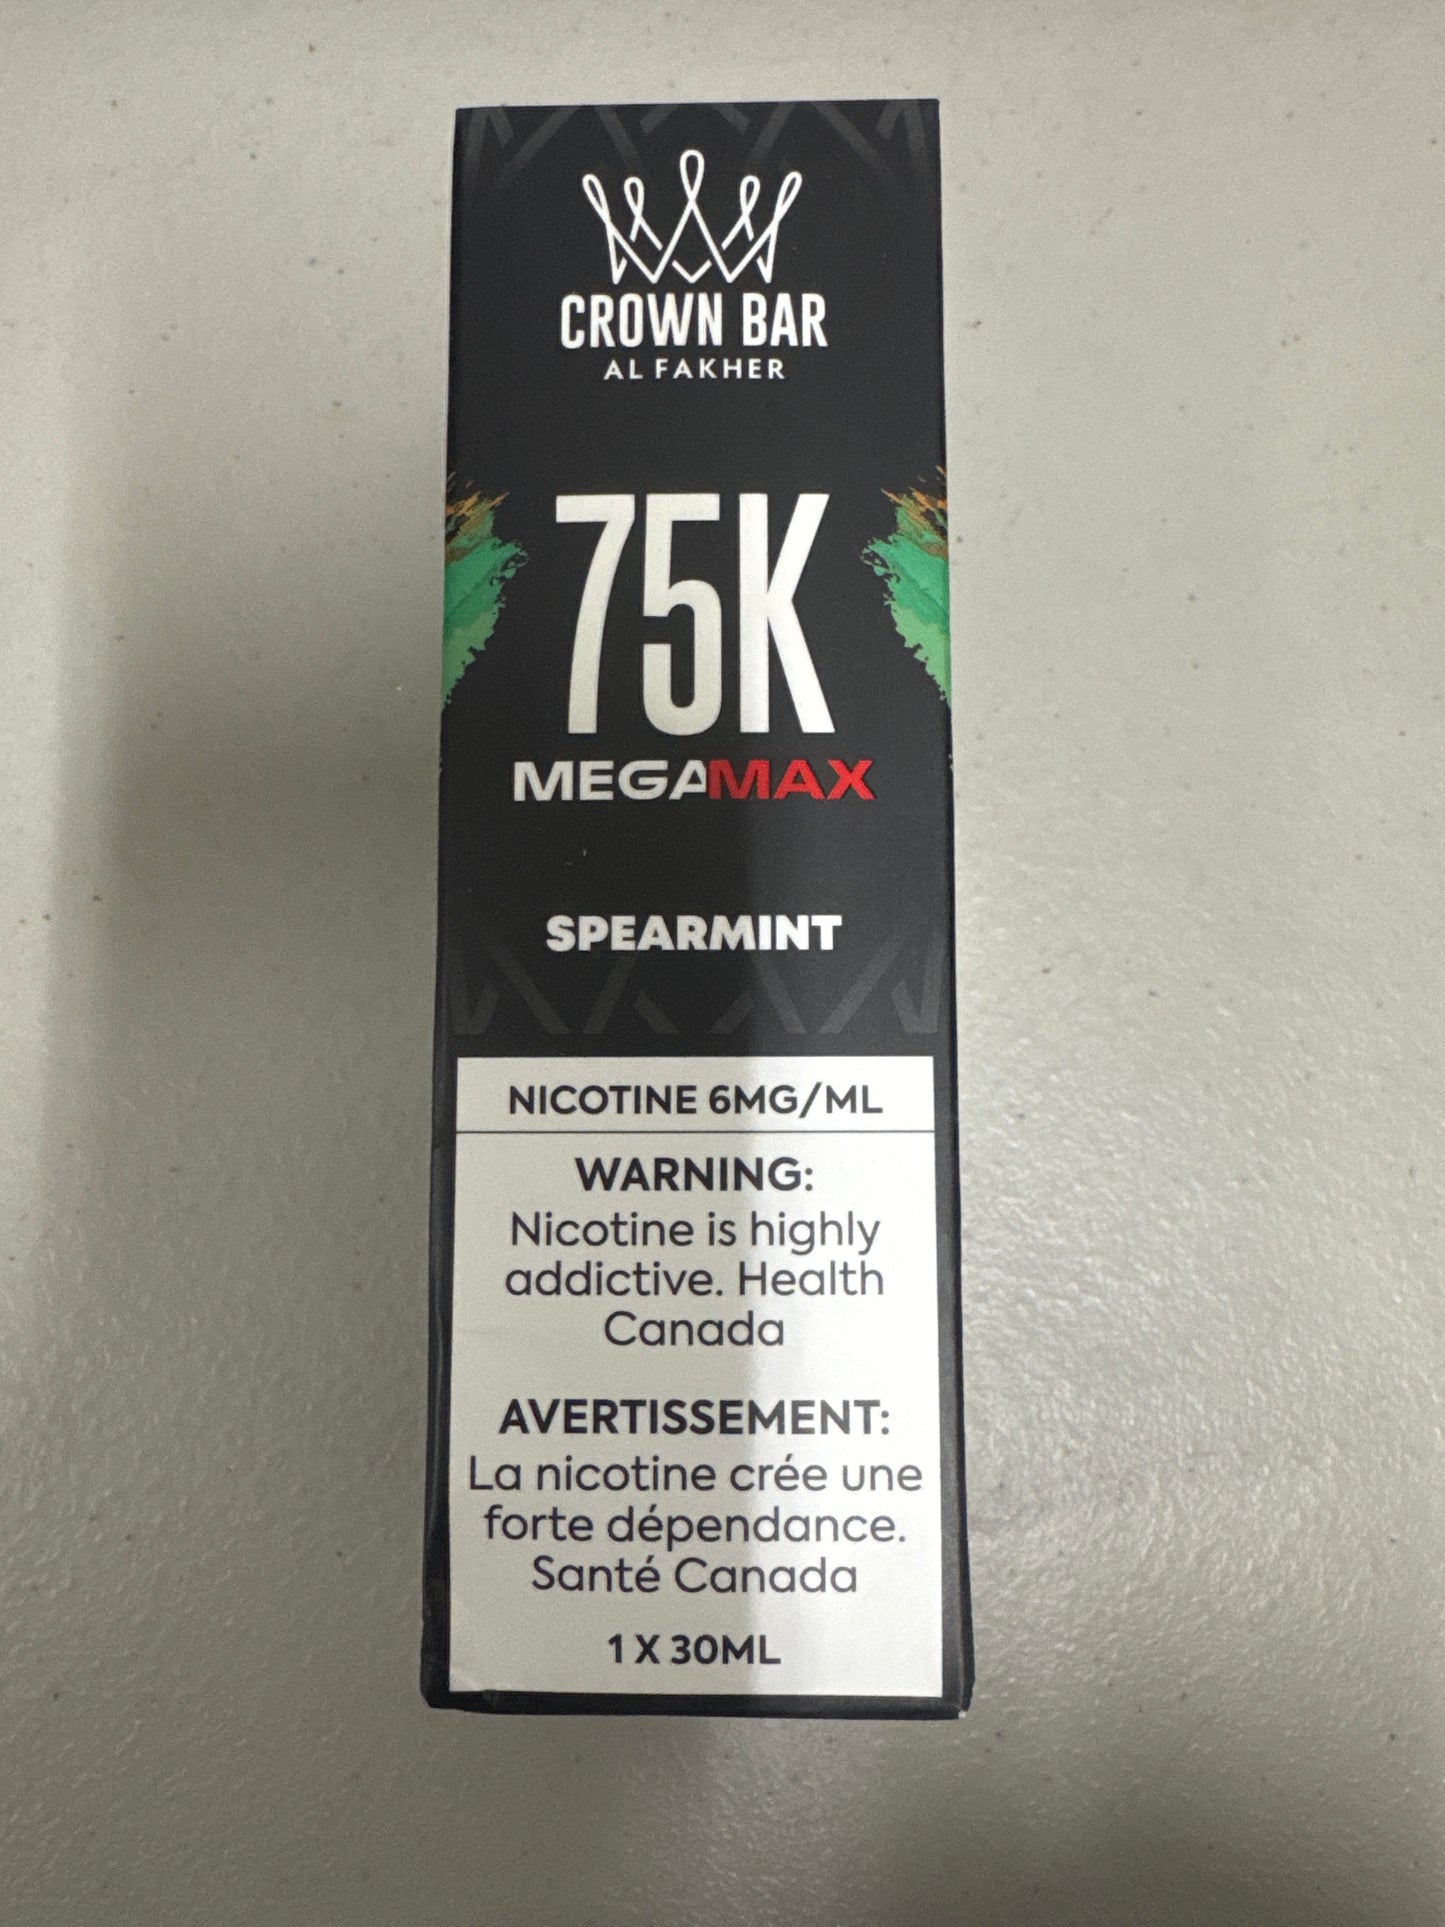 CROWN BAR
AL FAKHER
75K
MEGAMAX
SPEARMINT
NICOTINE 6MG/ML
WARNING:
Nicotine is highly
addictive. Health
Canada
AVERTISSEMENT:
La nicotine crée une
forte dépendance.
Santé Canada
1 X 30ML